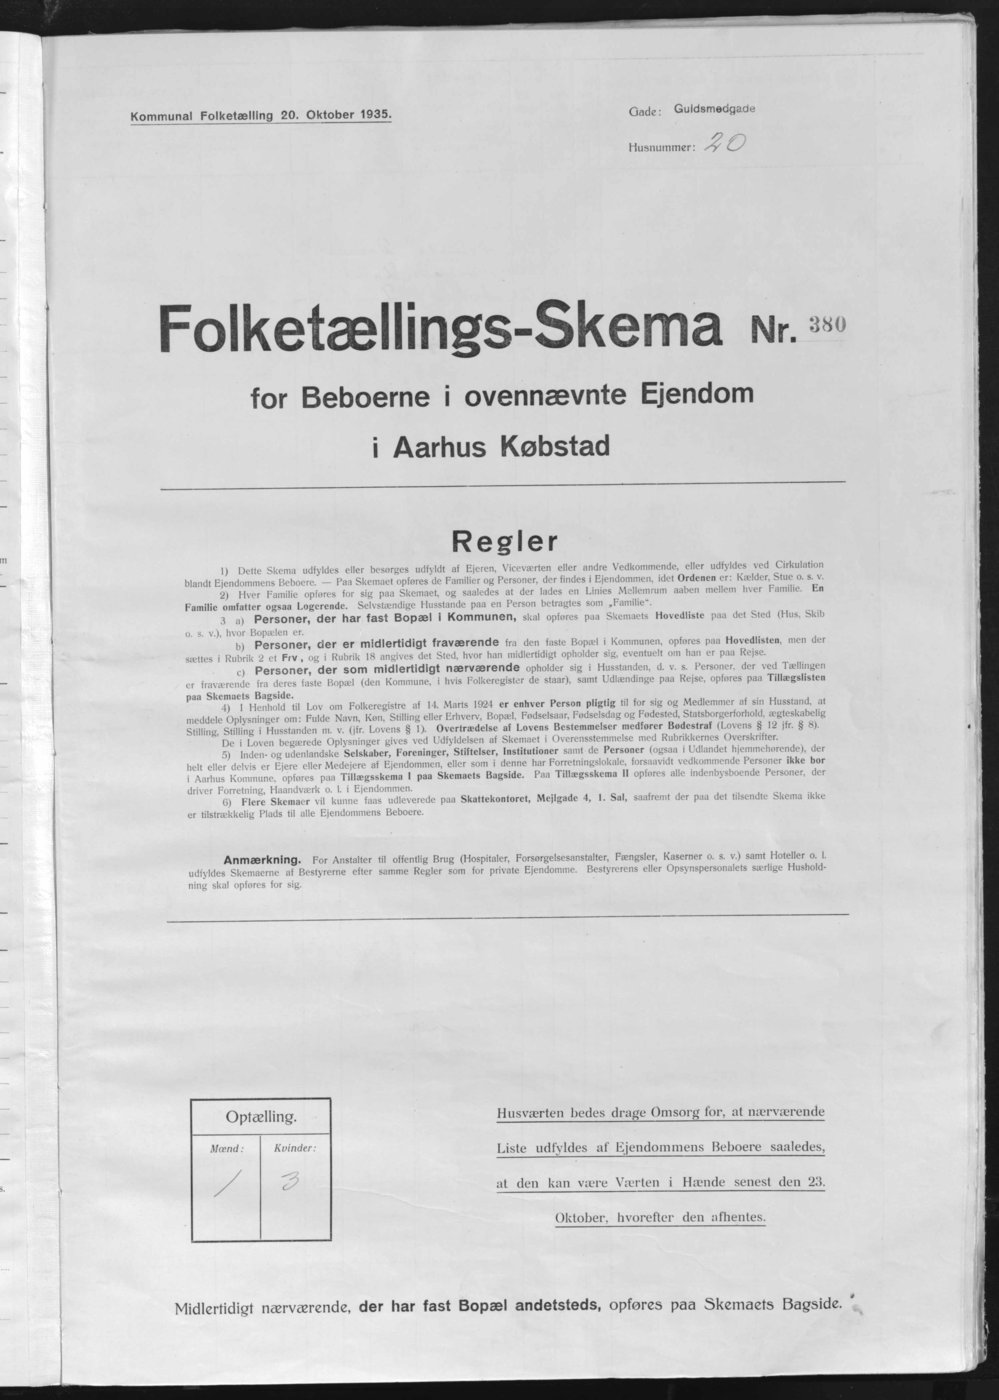 Kommunal Folketælling 20. Oktober 1935.
Gade: Guldsmedgade
Husnummer: 20
Folketællings-Skema Nr. 380
for Beboerne i ovennævnte Ejendom
i Aarhus Købstad
Regler
1) Dette Skema udfyldes eller besørges udfyldt af Ejeren, Viceværten eller andre Vedkommende, eller udfyldes ved Cirkulation
blandt Ejendommens Beboere. — Paa Skemaet opføres de Familier og Personer, der findes i Ejendommen, idet Ordenen er: Kælder, Stue o. s. v.
2) Hver Familie opføres for sig paa Skemaet, og saaledes at der lades en Linies Mellemrum aaben mellem hver Familie. En
Familie omfatter ogsaa Logerende. Selvstændige Husstande paa en Person betragtes som „Familie".
3 a) Personer, der har fast Bopæl i Kommunen, skal opføres paa Skemaets Hovedliste paa det Sted (Hus, Skib
o. s. v.), hvor Bopælen er.
b) Personer, der er midlertidigt fraværende fra den faste Bopæl i Kommunen, opføres paa Hovedlisten, men der
sættes i Rubrik 2 et Frv., og i Rubrik 18 angives det Sted, hvor han midlertidigt opholder sig, eventuelt om han er paa Rejse.
c) Personer, der som midlertidigt nærværende opholder sig i Husstanden, d. v. s. Personer, der ved Tællingen
er fraværende fra deres faste Bopæl (den Kommune, i hvis Folkeregister de staar), samt Udlændinge paa Rejse, opføres paa Tillægslisten
paa Skemaets Bagside.
4) I Henhold til Lov om Folkeregistre af 14. Marts 1924 er enhver Person pligtig til for sig og Medlemmer af sin Husstand, at
meddele Oplysninger om: Fulde Navn, Køn, Stilling eller Erhverv, Bopæl, Fødselsaar, Fødselsdag og Fødested, Statsborgerforhold, ægteskabelig
Stilling, Stilling i Husstanden m. v. (jfr. Lovens § 1). Overtrædelse af Lovens Bestemmelser medfører Bødestraf (Lovens § 12 jfr. § 8).
De i Loven begærede Oplysninger gives ved Udfyldelsen af Skemaet i Overensstemmelse med Rubrikkernes Overskrifter.
5) Inden- og udenlandske Selskaber, Foreninger, Stiftelser, Institutioner samt de Personer (ogsaa i Udlandet hjemmehørende), der
helt eller delvis er Ejere eller Medejere af Ejendommen, eller som i denne har Forretningslokale, forsaavidt vedkommende Personer ikke bor
i Aarhus Kommune, opføres paa Tillægsskema I paa Skemaets Bagside. Paa Tillægsskema II opføres alle indenbysboende Personer, der
driver Forretning, Haandværk o. l. i Ejendommen.
6) Flere Skemaer vil kunne faas udleverede paa Skattekontoret, Mejlgade 4, 1. Sal, saafremt der paa det tilsendte Skema ikke
er tilstrækkelig Plads til alle Ejendommens Beboere.
Anmærkning. For Anstalter til offentlig Brug (Hospitaler, Forsørgelsesanstalter, Fængsler, Kaserner o. s. v.) samt Hoteller o. l.
udfyldes Skemaerne af Bestyrerne efter samme Regler som for private Ejendomme. Bestyrerens eller Opsynspersonalets særlige Hushold-
ning skal opføres for sig.
Optælling.
Mænd: Kvinder:
1 3
Husværten bedes drage Omsorg for, at nærværende
Liste udfyldes af Ejendommens Beboere saaledes,
at den kan være Værten i Hænde senest den 23.
Oktober, hvorefter den afhentes.
Midlertidigt nærværende, der har fast Bopæl andetsteds, opføres paa Skemaets Bagside.